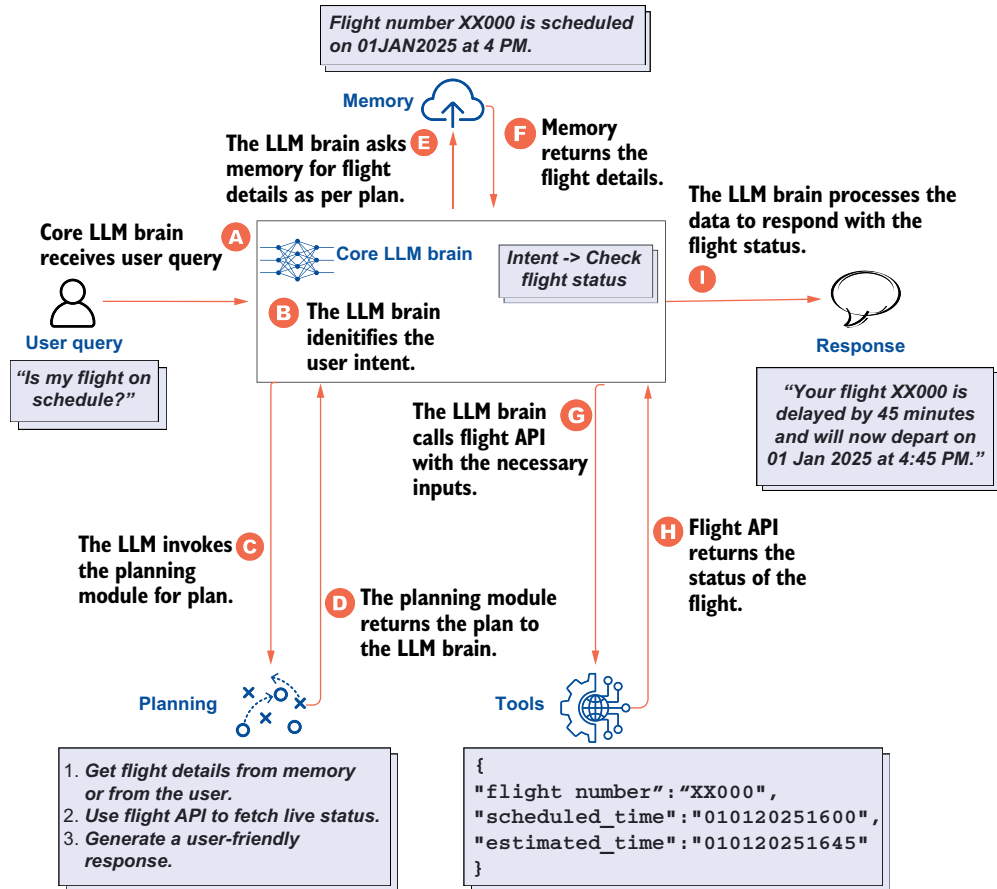 Flight number XX000 is scheduled
on 01JAN2025 at 4 PM.
Memory
The LLM brain asks
memory for flight
details as per plan.
E
F
Memory
returns the
flight details.
The LLM brain processes the
data to respond with the
flight status.
I
Core LLM brain
receives user query
A
Core LLM brain
Intent -> Check
flight status
B
The LLM brain
idenitifies the
user intent.
User query
“Is my flight on
schedule?”
Response
“Your flight XX000 is
delayed by 45 minutes
and will now depart on
01 Jan 2025 at 4:45 PM.”
The LLM brain
calls flight API
with the necessary
inputs.
G
The LLM invokes
the planning
module for plan.
C
D
The planning module
returns the plan to
the LLM brain.
H
Flight API
returns the
status of the
flight.
Planning
Tools
1. Get flight details from memory
or from the user.
2. Use flight API to fetch live status.
3. Generate a user-friendly
response.
{
"flight number”:“XX000",
"scheduled_time":"010120251600",
"estimated_time":"010120251645"
}